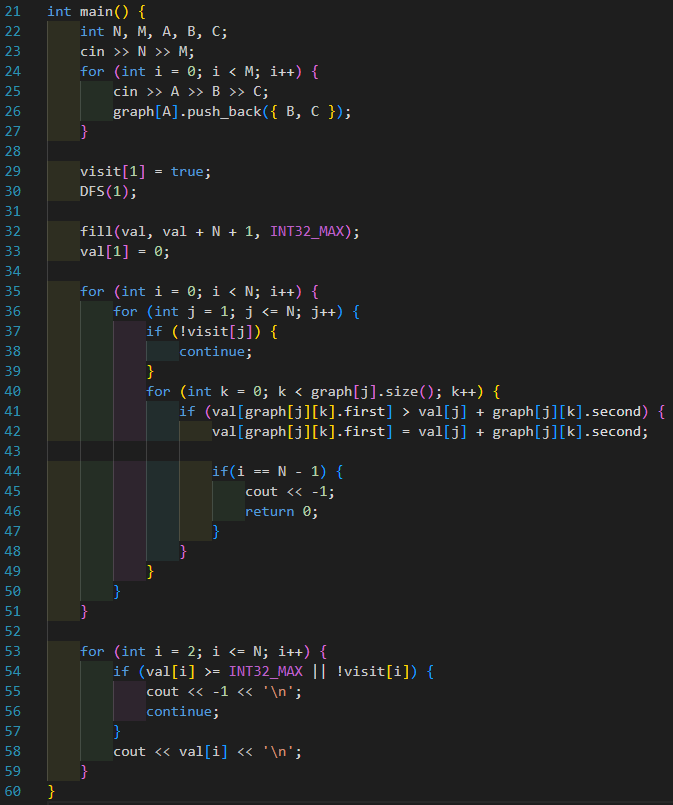 21 int main() {
22     int N, M, A, B, C;
23     cin >> N >> M;
24     for (int i = 0; i < M; i++) {
25         cin >> A >> B >> C;
26         graph[A].push_back({ B, C });
27     }
28
29     visit[1] = true;
30     DFS(1);
31
32     fill(val, val + N + 1, INT32_MAX);
33     val[1] = 0;
34
35     for (int i = 0; i < N; i++) {
36         for (int j = 1; j <= N; j++) {
37             if (!visit[j]) {
38                 continue;
39             }
40             for (int k = 0; k < graph[j].size(); k++) {
41                 if (val[graph[j][k].first] > val[j] + graph[j][k].second) {
42                     val[graph[j][k].first] = val[j] + graph[j][k].second;
43
44                     if(i == N - 1) {
45                         cout << -1;
46                         return 0;
47                     }
48                 }
49             }
50         }
51     }
52
53     for (int i = 2; i <= N; i++) {
54         if (val[i] >= INT32_MAX || !visit[i]) {
55             cout << -1 << '\n';
56             continue;
57         }
58         cout << val[i] << '\n';
59     }
60 }